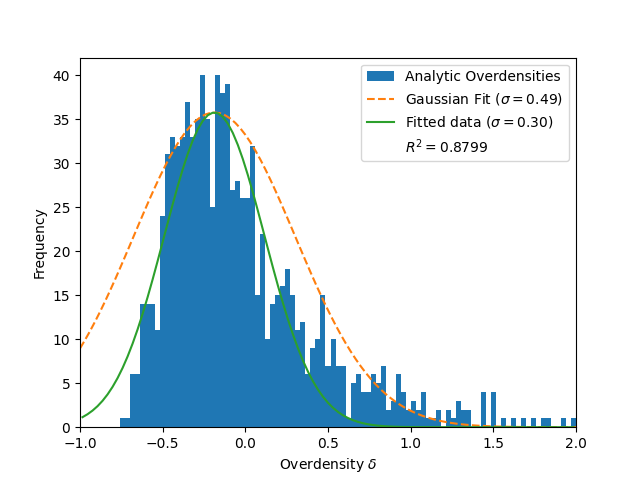 Analytic Overdensities
Gaussian Fit (σ = 0.49)
Fitted data (σ = 0.30)
R² = 0.8799
40
35
30
25
20
15
10
5
0
Frequency
−1.0 −0.5 0.0 0.5 1.0 1.5 2.0
Overdensity δ